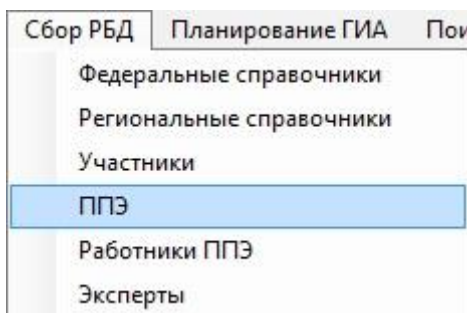 Сбор РБД Планирование ГИА
Федеральные справочники
Региональные справочники
Участники
ППЭ
Работники ППЭ
Эксперты